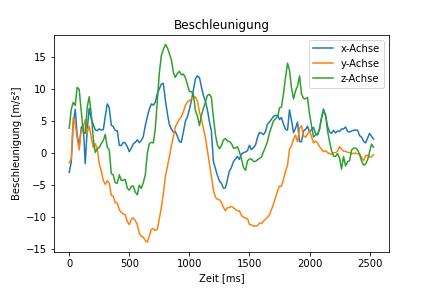 Beschleunigung
x-Achse
y-Achse
z-Achse
Beschleunigung [m/s²]
15
10
5
0
−5
−10
−15
0 500 1000 1500 2000 2500
Zeit [ms]